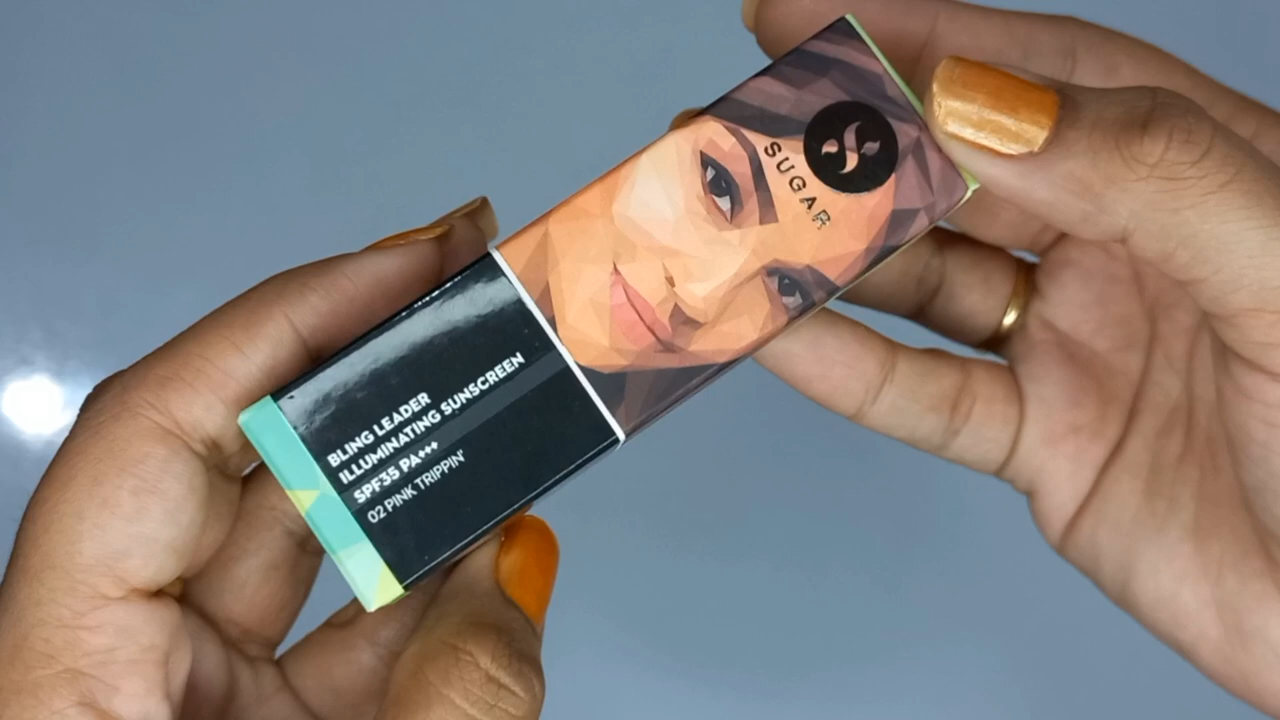 SUGAR
BLING LEADER
ILLUMINATING SUNSCREEN
SPF35 PA+++
02 PINK TRIPPIN'